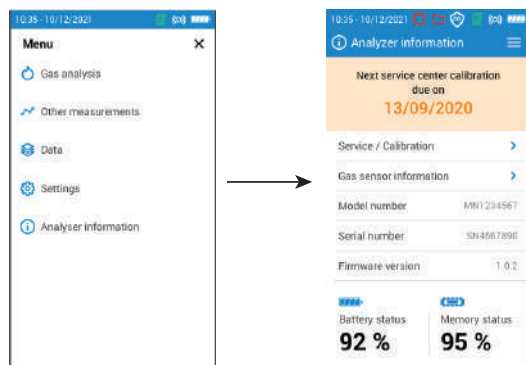 10:35 - 10/12/2021
Menu
Gas analysis
Other measurements
Data
Settings
Analyser information
10:35 - 10/12/2021
Analyzer information
Next service center calibration
due on
13/09/2020
Service / Calibration
Gas sensor information
Model number MN1234567
Serial number SN4567890
Firmware version 1.0.2
Battery status Memory status
92 % 95 %